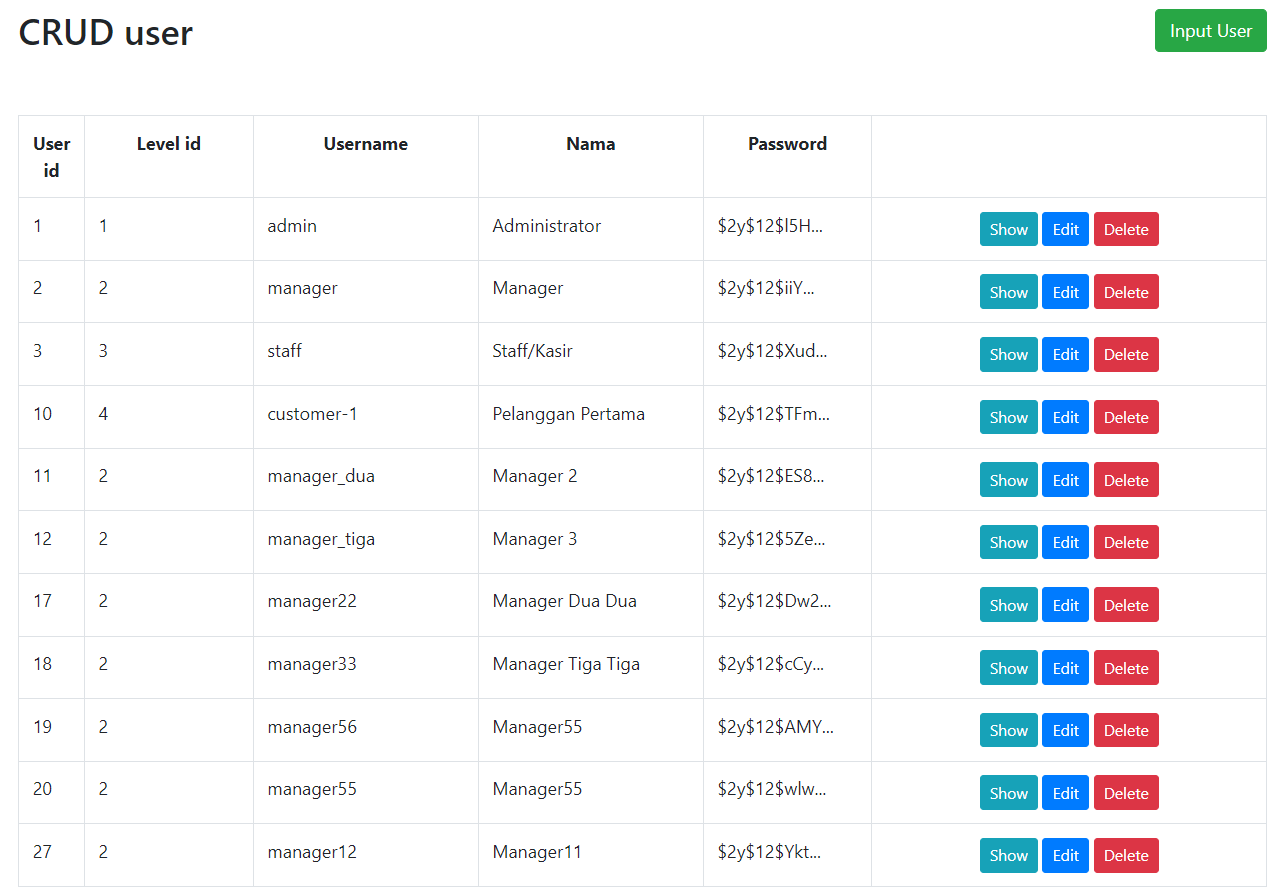 CRUD user
Input User
User id Level id Username Nama Password
1 1 admin Administrator $2y$12$l5H... Show Edit Delete
2 2 manager Manager $2y$12$iiY... Show Edit Delete
3 3 staff Staff/Kasir $2y$12$Xud... Show Edit Delete
10 4 customer-1 Pelanggan Pertama $2y$12$TFm... Show Edit Delete
11 2 manager_dua Manager 2 $2y$12$ES8... Show Edit Delete
12 2 manager_tiga Manager 3 $2y$12$5Ze... Show Edit Delete
17 2 manager22 Manager Dua Dua $2y$12$Dw2... Show Edit Delete
18 2 manager33 Manager Tiga Tiga $2y$12$cCy... Show Edit Delete
19 2 manager56 Manager55 $2y$12$AMY... Show Edit Delete
20 2 manager55 Manager55 $2y$12$wlw... Show Edit Delete
27 2 manager12 Manager11 $2y$12$Ykt... Show Edit Delete